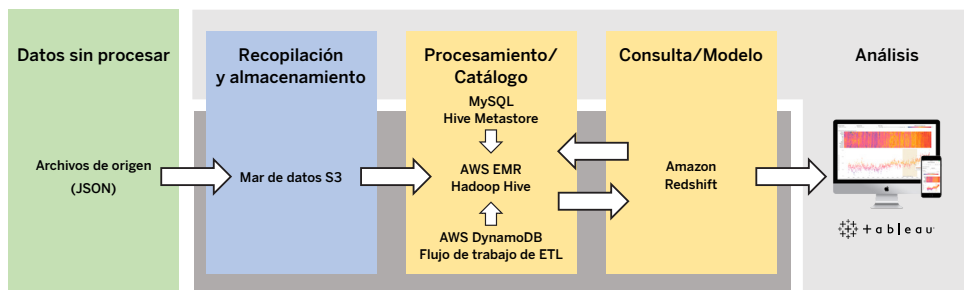 Datos sin procesar
Archivos de origen
(JSON)
Recopilación
y almacenamiento
Mar de datos S3
Procesamiento/
Catálogo
MySQL
Hive Metastore
AWS EMR
Hadoop Hive
AWS DynamoDB
Flujo de trabajo de ETL
Consulta/Modelo
Amazon
Redshift
Análisis
+ a b l e a u